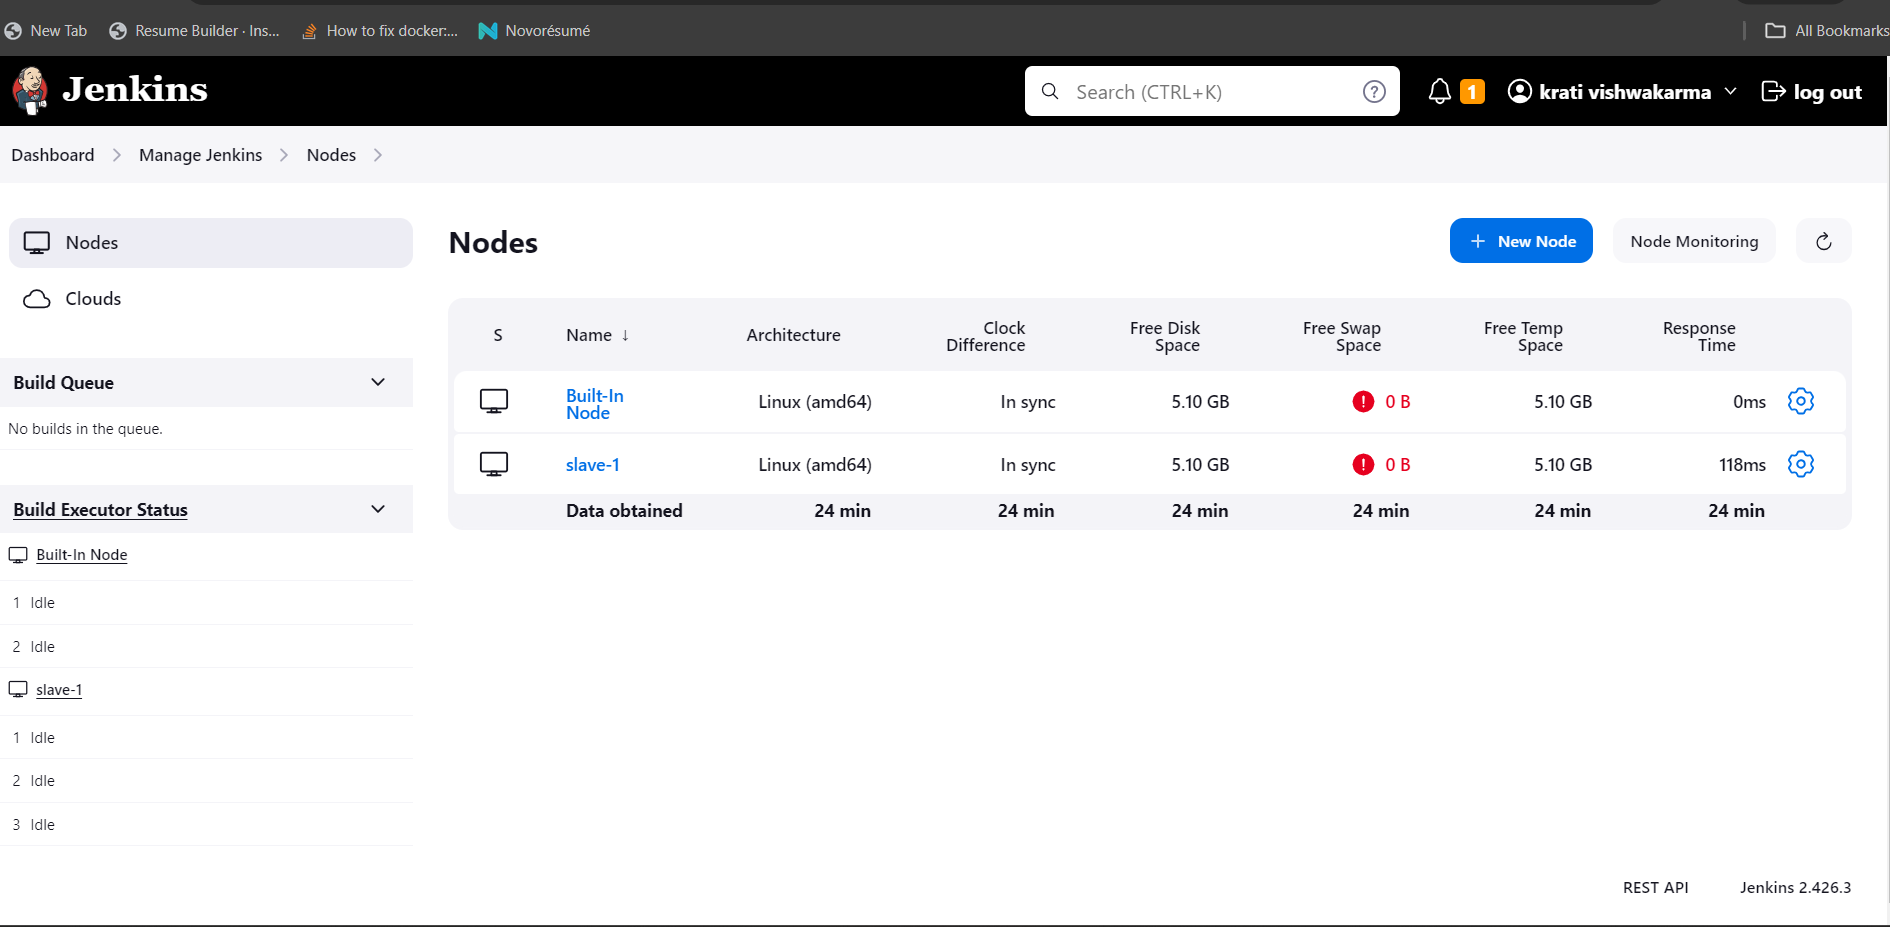 New Tab
Resume Builder · Ins...
How to fix docker:...
Novorésumé
All Bookmarks
Jenkins
Search (CTRL+K)
?
1
krati vishwakarma
log out
Dashboard
Manage Jenkins
Nodes
Nodes
Clouds
Build Queue
No builds in the queue.
Build Executor Status
Built-In Node
1 Idle
2 Idle
slave-1
1 Idle
2 Idle
3 Idle
Nodes
+ New Node
Node Monitoring
S
Name ↓
Architecture
Clock
Difference
Free Disk
Space
Free Swap
Space
Free Temp
Space
Response
Time
Built-In
Node
Linux (amd64)
In sync
5.10 GB
! 0 B
5.10 GB
0ms
slave-1
Linux (amd64)
In sync
5.10 GB
! 0 B
5.10 GB
118ms
Data obtained
24 min
24 min
24 min
24 min
24 min
24 min
REST API
Jenkins 2.426.3